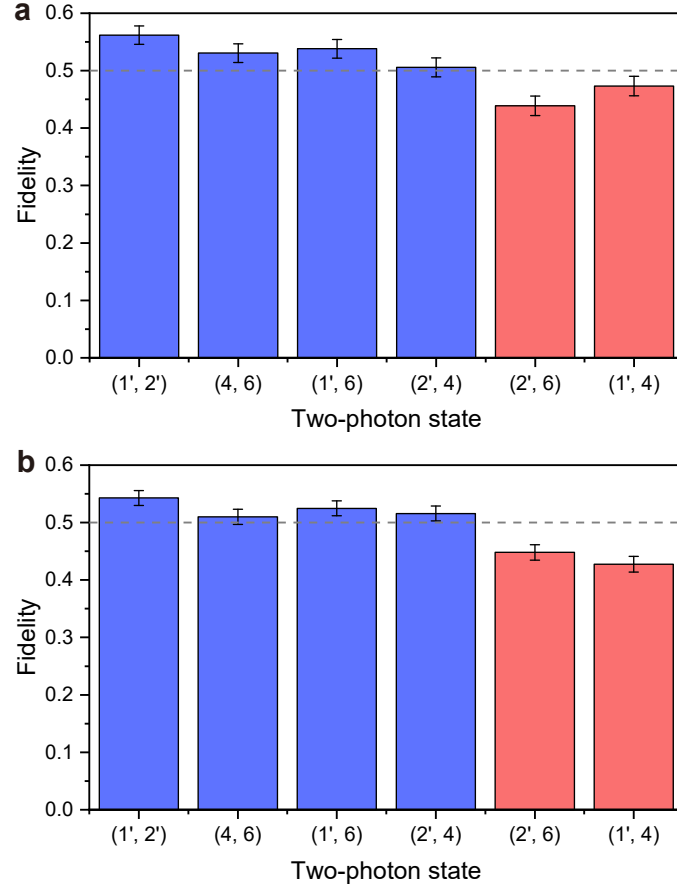 a
0.6
0.5
0.4
0.3
0.2
0.1
0.0
Fidelity
(1', 2') (4, 6) (1', 6) (2', 4) (2', 6) (1', 4)
Two-photon state
b
0.6
0.5
0.4
0.3
0.2
0.1
0.0
Fidelity
(1', 2') (4, 6) (1', 6) (2', 4) (2', 6) (1', 4)
Two-photon state